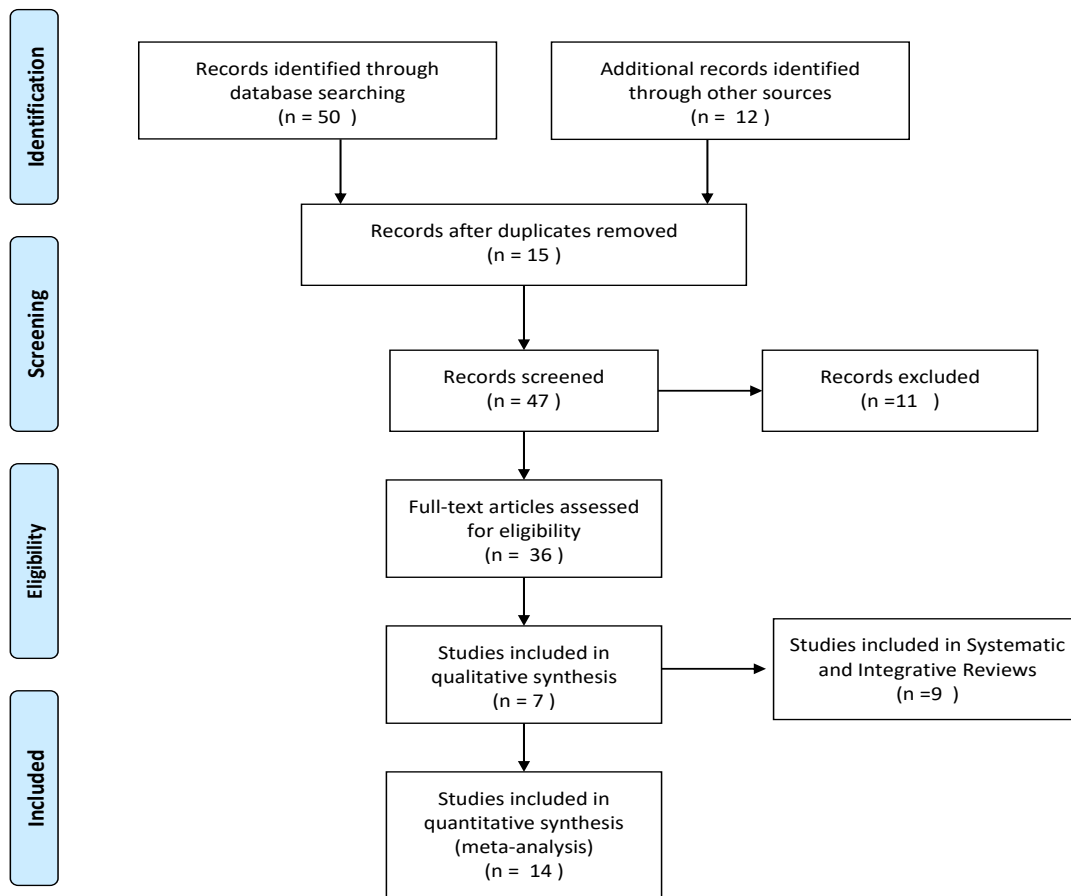 Identification
Records identified through
database searching
(n = 50 )
Additional records identified
through other sources
(n = 12 )
Records after duplicates removed
(n = 15 )
Screening
Records screened
(n = 47 )
Records excluded
(n =11 )
Eligibility
Full-text articles assessed
for eligibility
(n = 36 )
Studies included in
qualitative synthesis
(n = 7 )
Studies included in Systematic
and Integrative Reviews
(n =9 )
Included
Studies included in
quantitative synthesis
(meta-analysis)
(n = 14 )